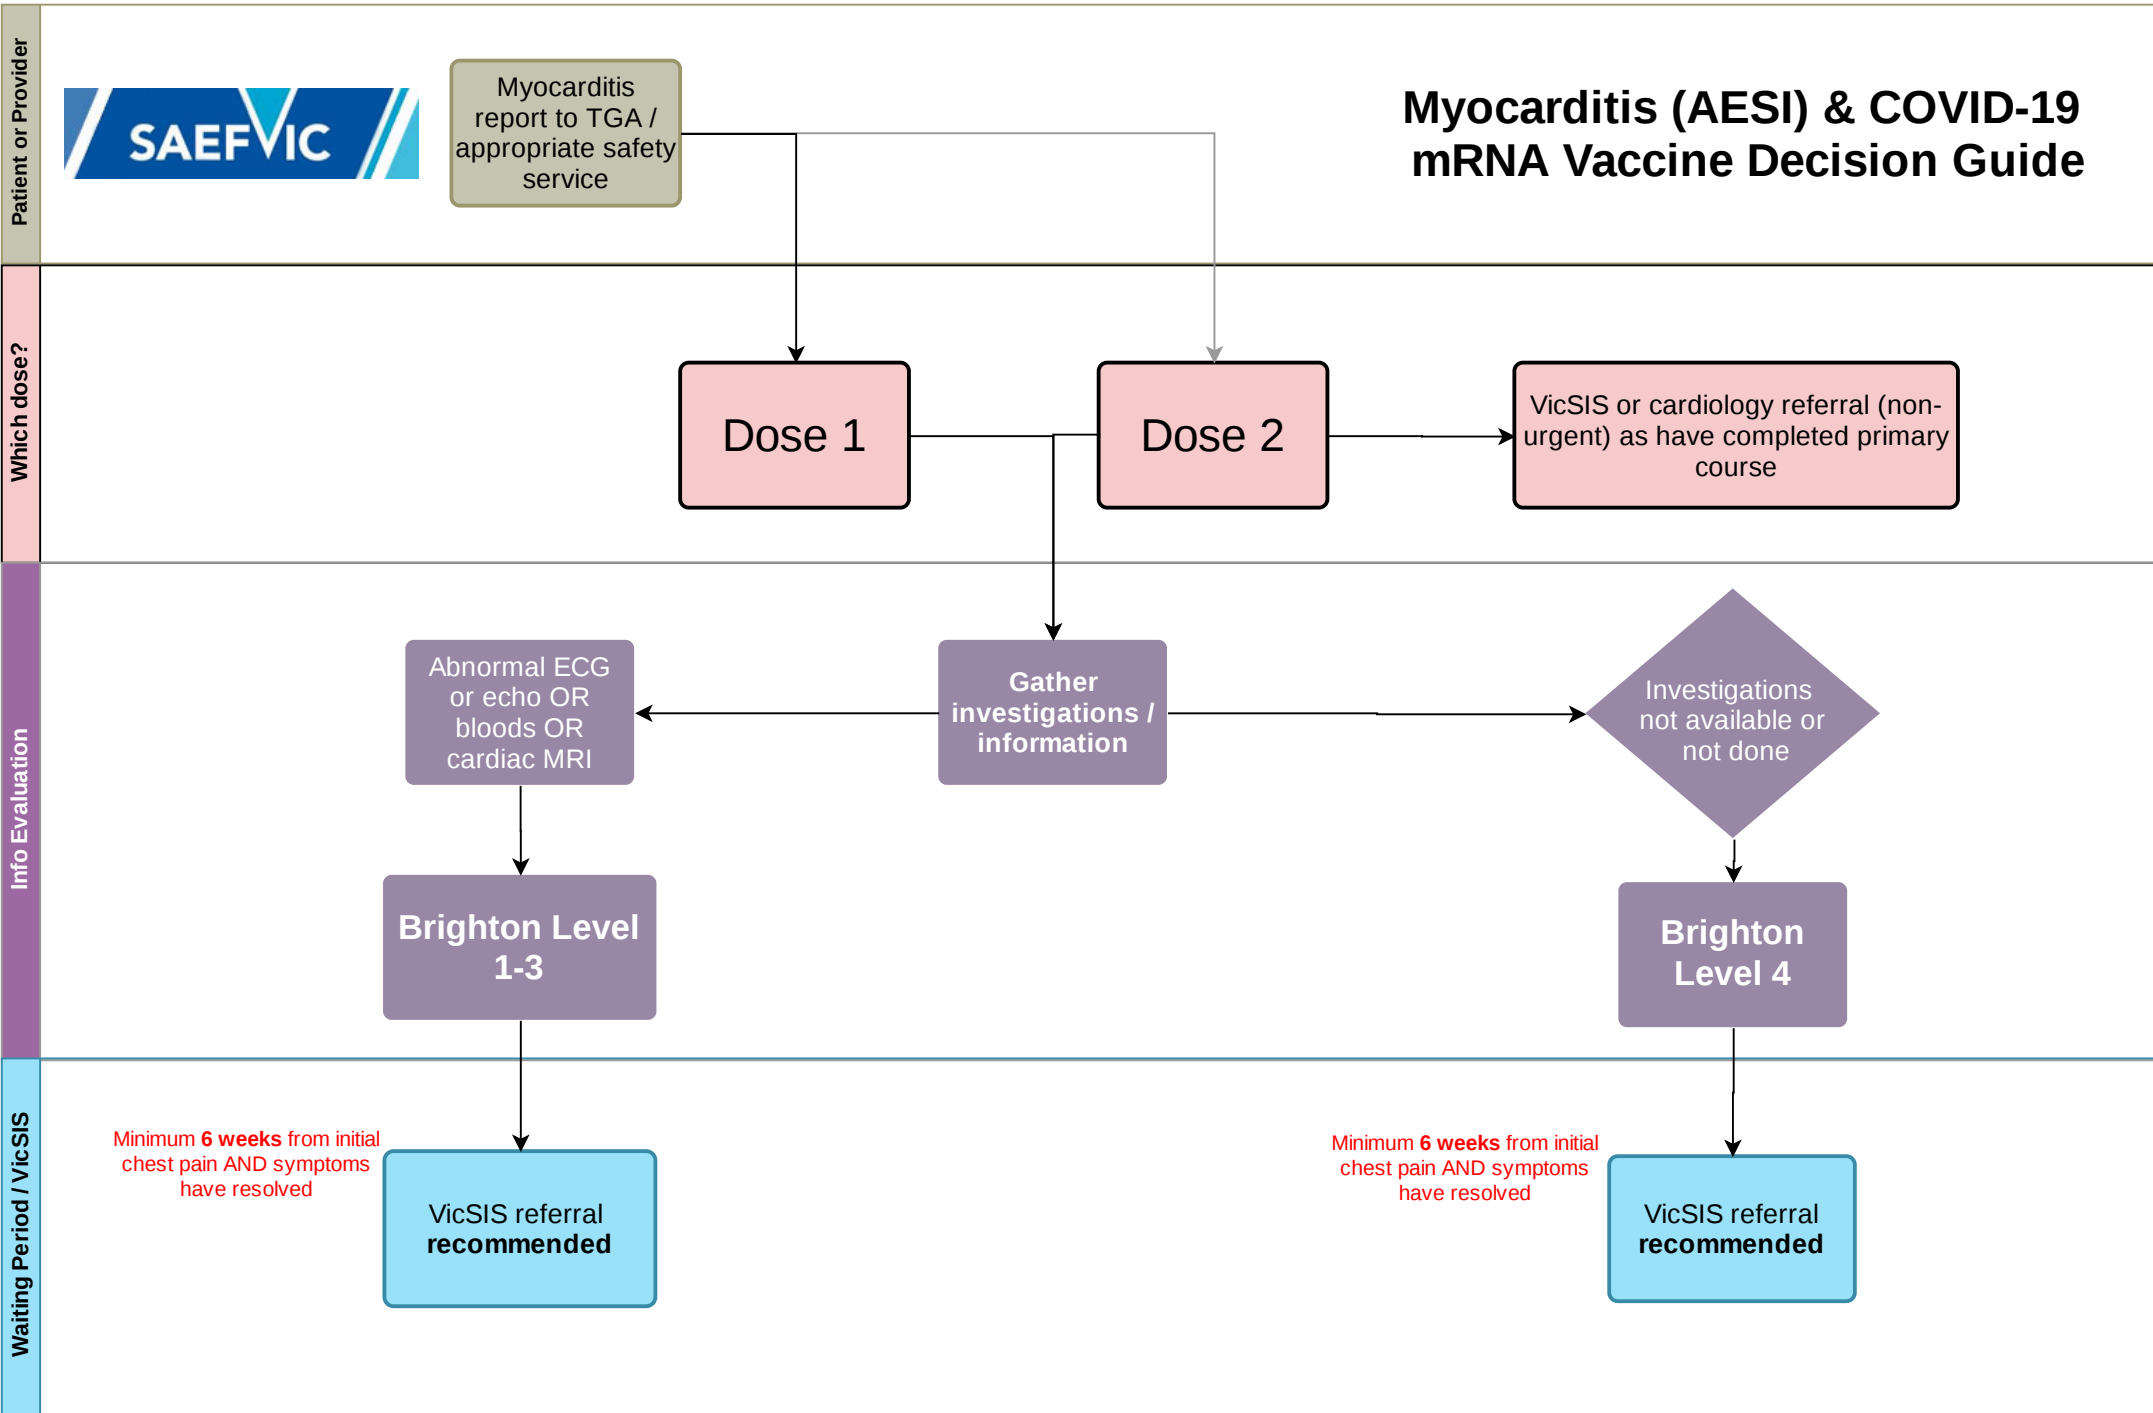 Patient or Provider
SAEFVIC
Myocarditis
report to TGA /
appropriate safety
service
Myocarditis (AESI) & COVID-19
mRNA Vaccine Decision Guide
Which dose?
Dose 1
Dose 2
VicSIS or cardiology referral (non-
urgent) as have completed primary
course
Info Evaluation
Abnormal ECG
or echo OR
bloods OR
cardiac MRI
Gather
investigations /
information
Investigations
not available or
not done
Brighton Level
1-3
Brighton
Level 4
Waiting Period / VicSIS
Minimum 6 weeks from initial
chest pain AND symptoms
have resolved
VicSIS referral
recommended
Minimum 6 weeks from initial
chest pain AND symptoms
have resolved
VicSIS referral
recommended